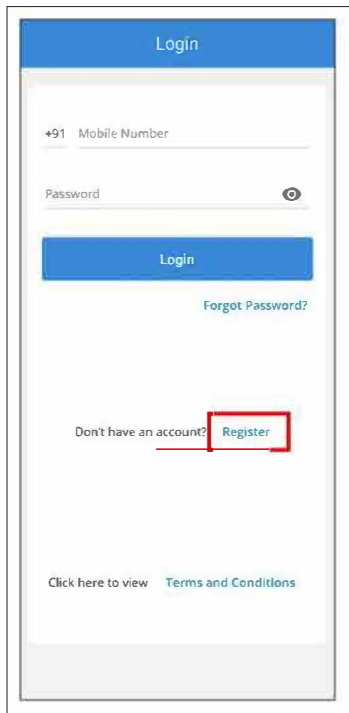 Login
+91 Mobile Number
Password
Login
Forgot Password?
Don't have an account? Register
Click here to view Terms and Conditions